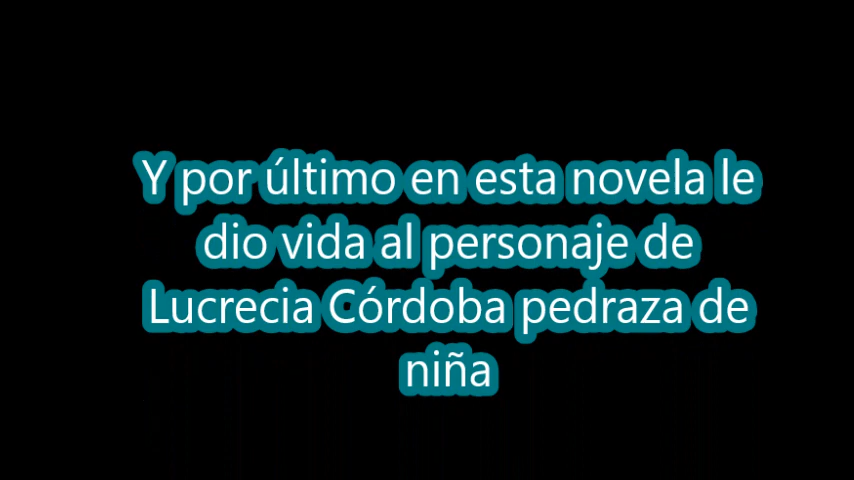 Y por último en esta novela le
dio vida al personaje de
Lucrecia Córdoba pedraza de
niña